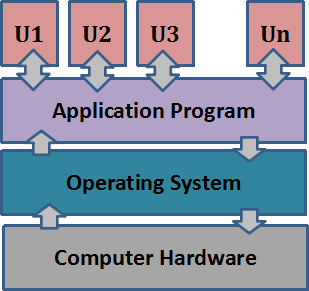 U1 U2 U3 Un
Application Program
Operating System
Computer Hardware